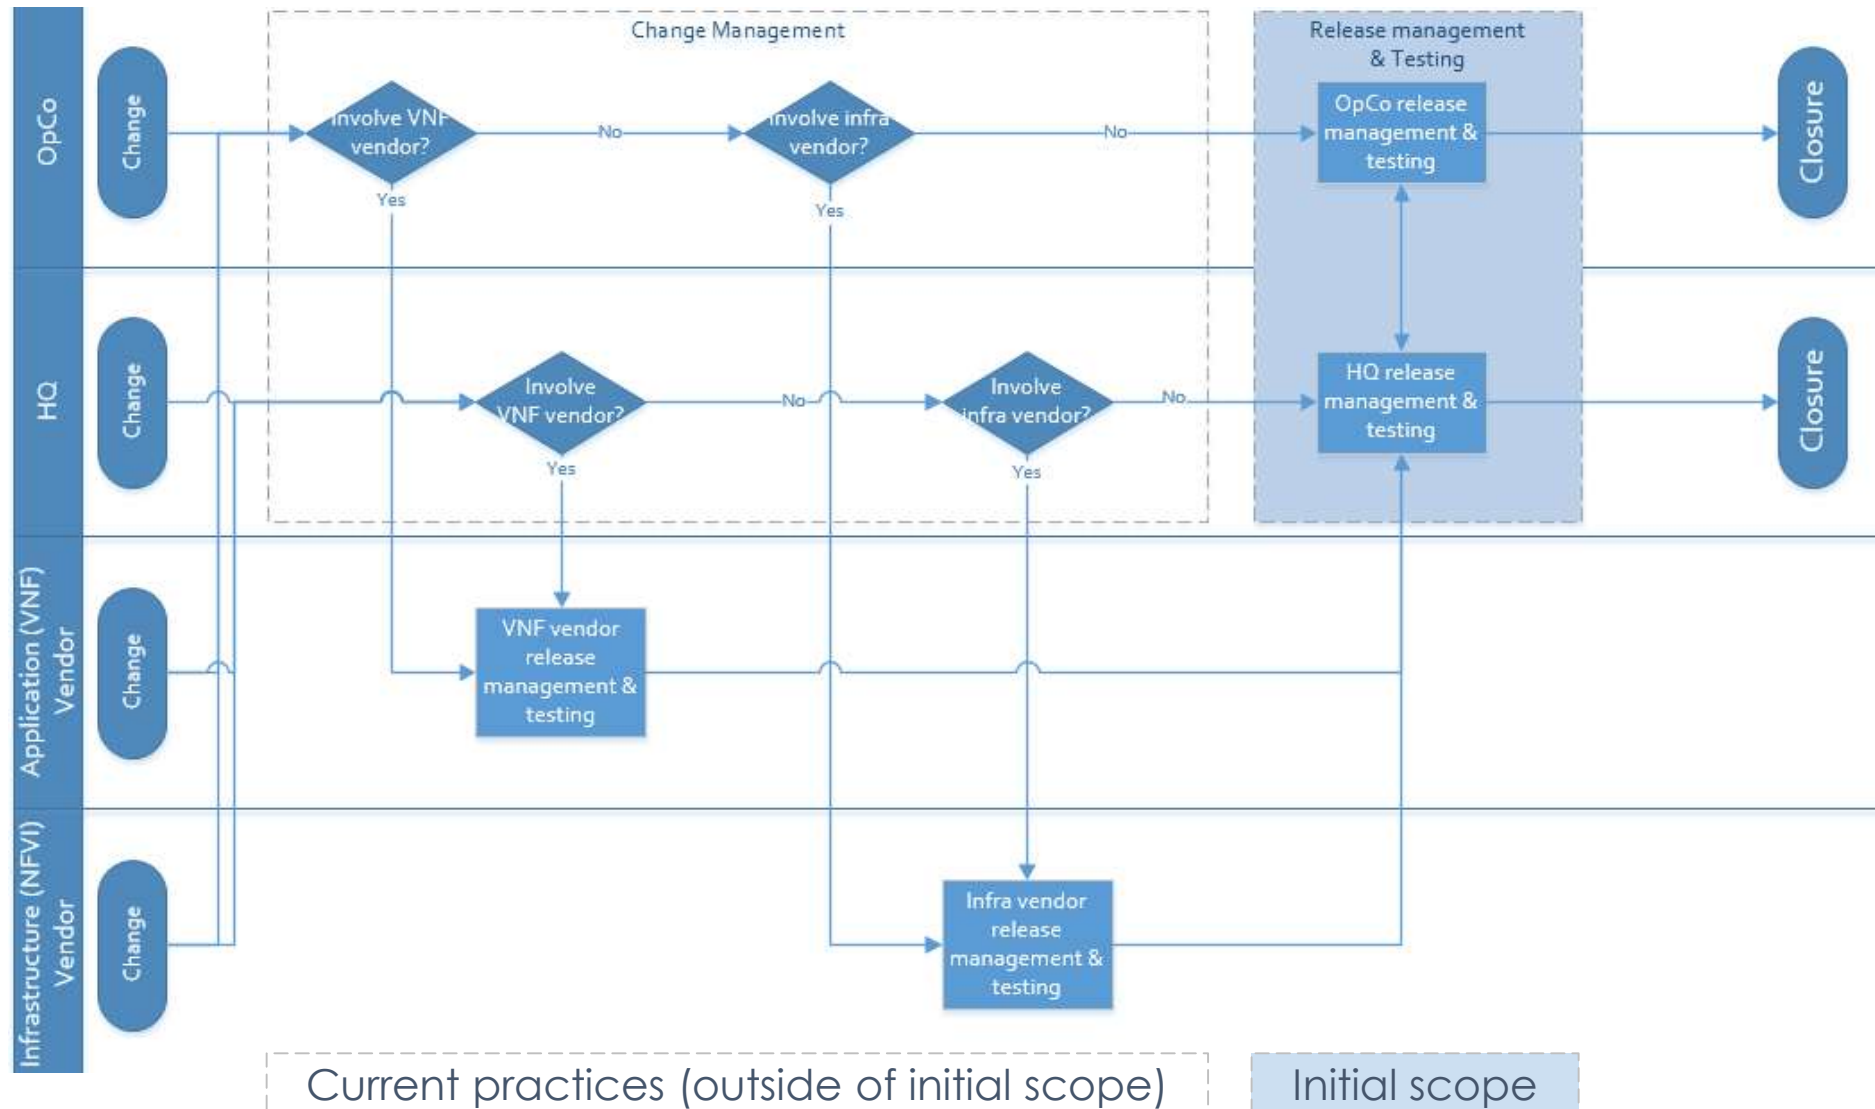 Change Management
Release management
& Testing
OpCo
Change
Involve VNF
vendor?
No
Involve infra
vendor?
No
OpCo release
management &
testing
Closure
Yes
Yes
HQ
Change
Involve
VNF vendor?
No
Involve
infra vendor?
No
HQ release
management &
testing
Closure
Yes
Yes
Application (VNF)
Vendor
Change
VNF vendor
release
management &
testing
Infrastructure (NFVI)
Vendor
Change
Infra vendor
release
management &
testing
Current practices (outside of initial scope)
Initial scope